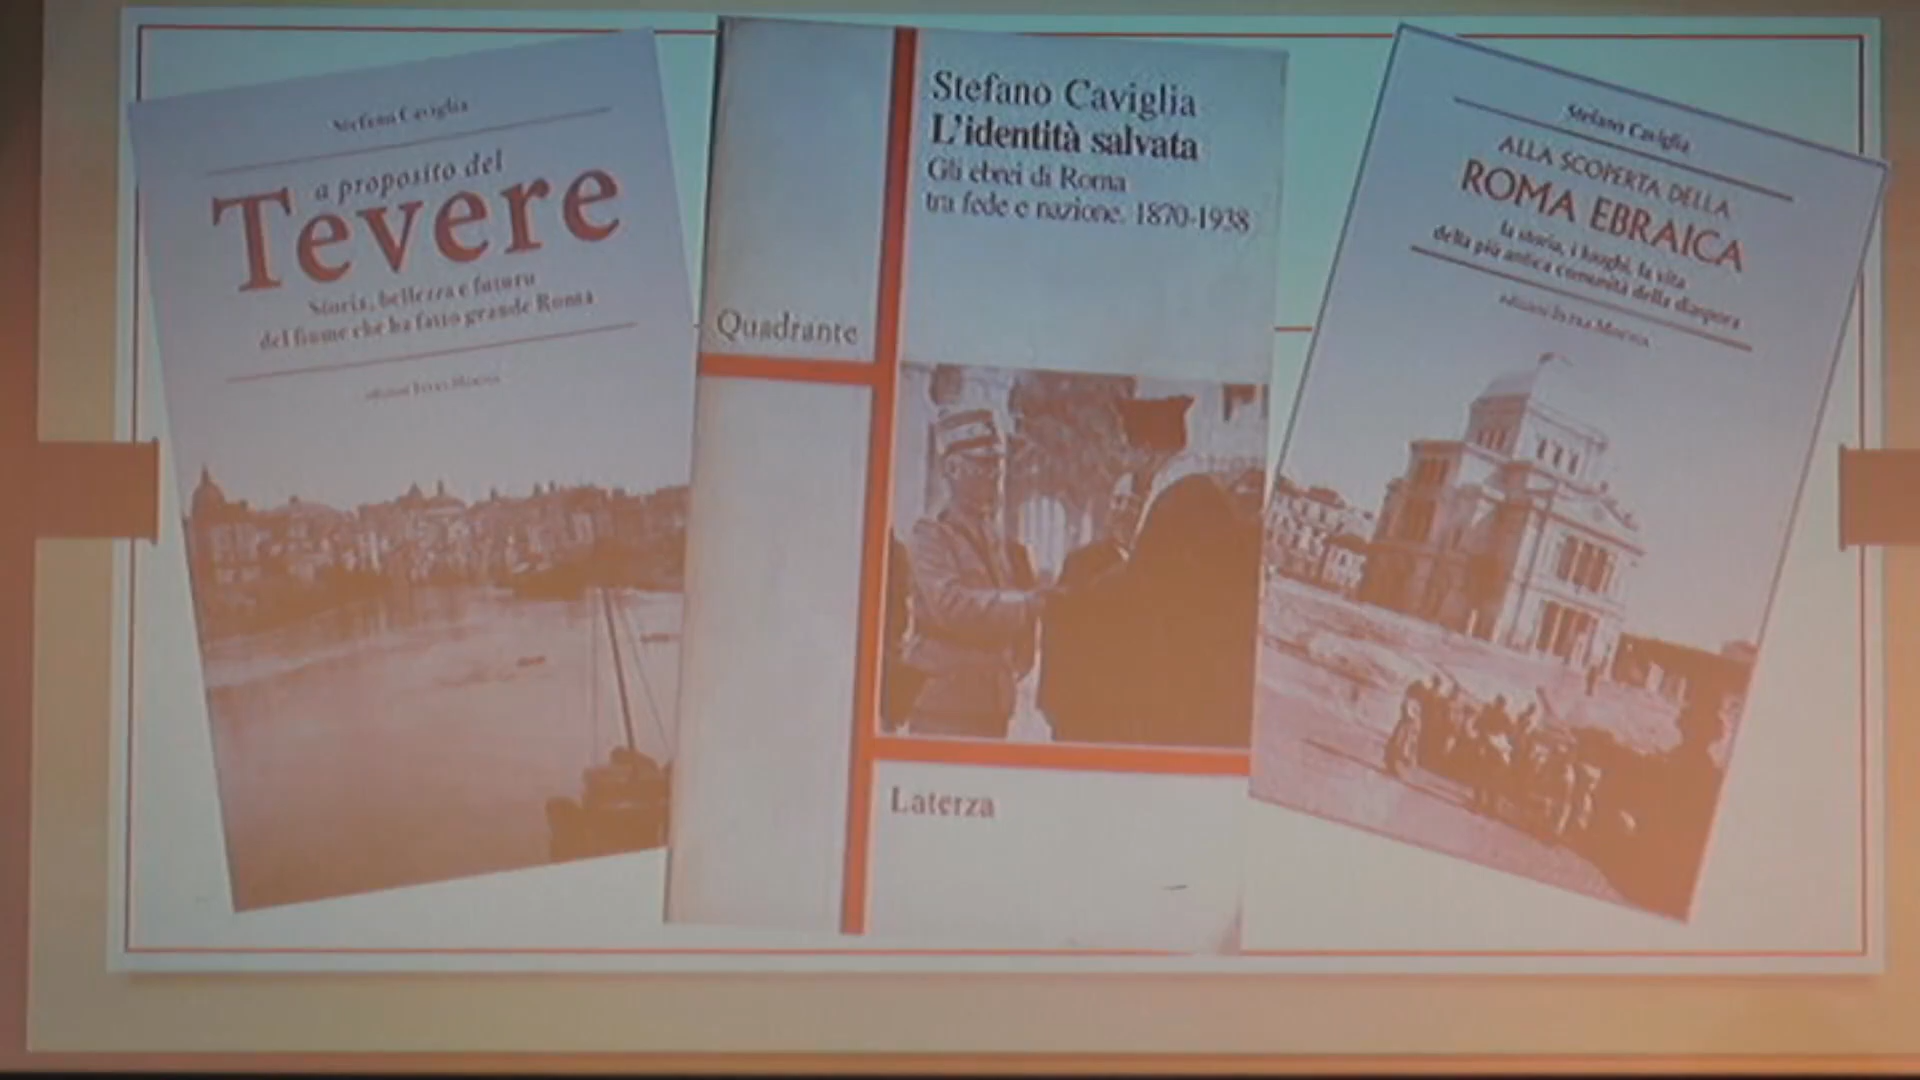 Stefano Caviglia
a proposito del
Tevere
Storia, bellezza e futuro
del fiume che ha fatto grande Roma
Stefano Caviglia
L'identità salvata
Gli ebrei di Roma
tra fede e nazione. 1870-1938
Quadrante
Laterza
Stefano Caviglia
ALLA SCOPERTA DELLA
ROMA EBRAICA
la storia, i luoghi, la vita
della più antica comunità della diaspora